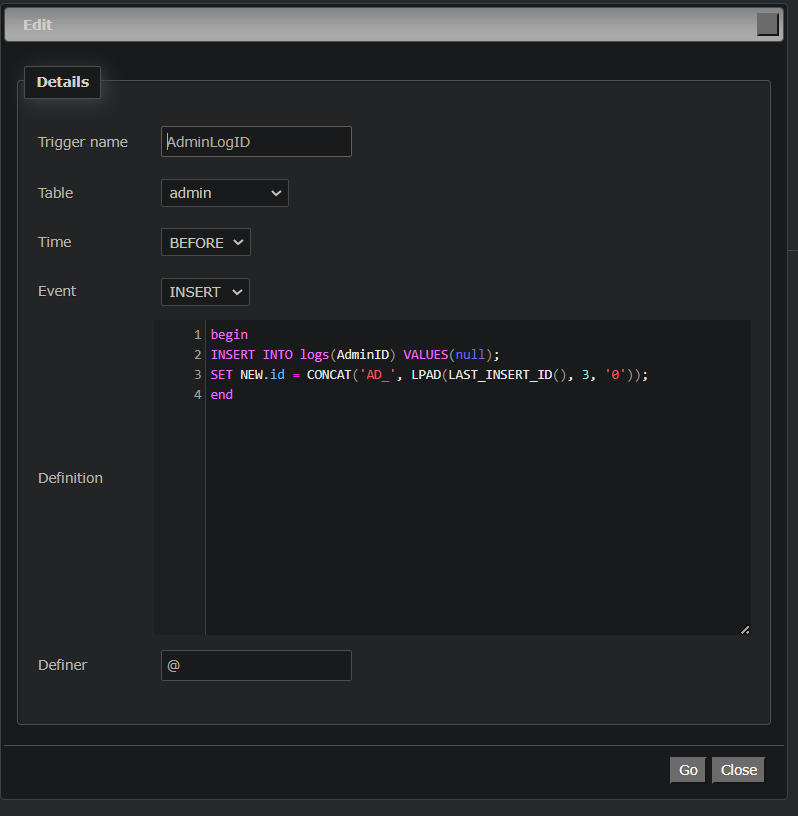 Edit
Details
Trigger name AdminLogID
Table admin
Time BEFORE
Event INSERT
Definition
1 begin
2 INSERT INTO logs(AdminID) VALUES(null);
3 SET NEW.id = CONCAT('AD_', LPAD(LAST_INSERT_ID(), 3, '0'));
4 end
Definer @
Go Close